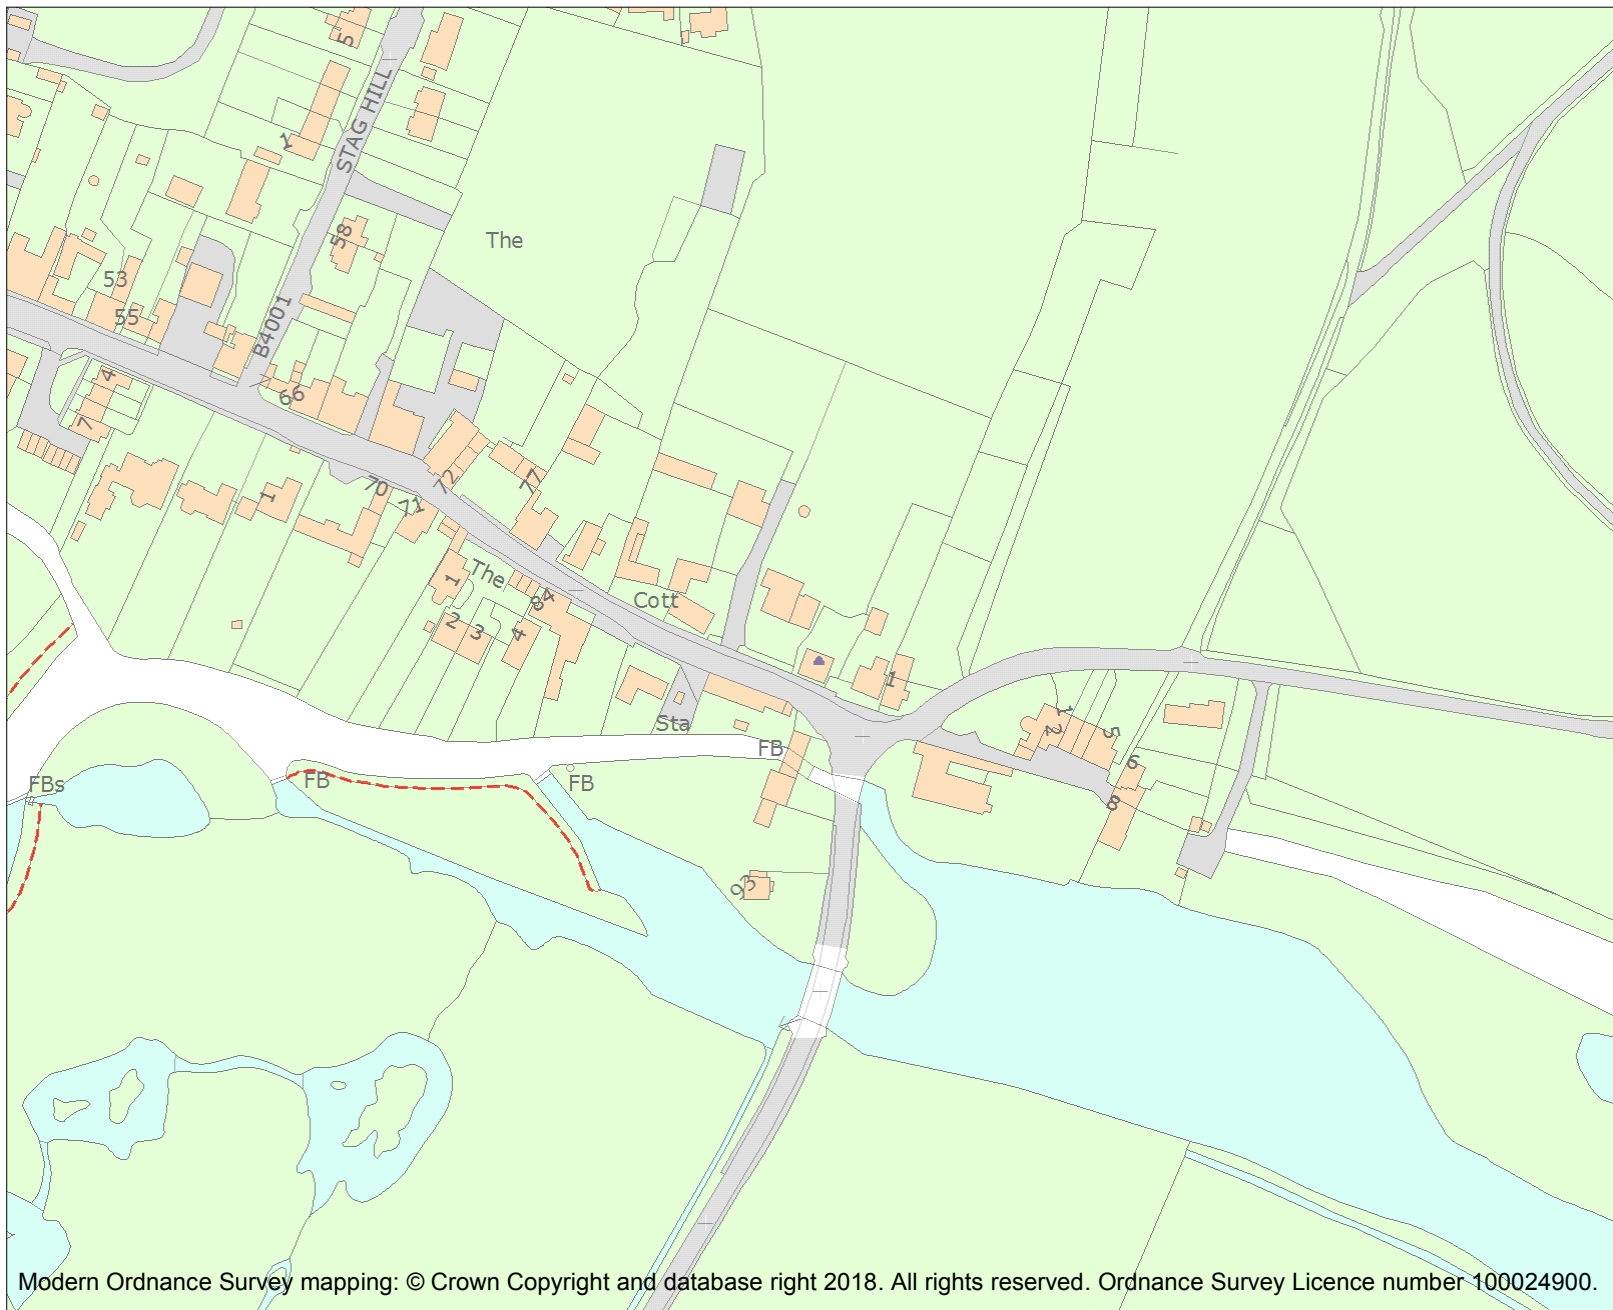 5
STAG HILL
1
The
58
53
55
B4001
4
66
7
1
70
71
72
77
The
1
84
Cott
2
3
4
1
Sta
FB
1
2
5
6
8
FBs
FB
FB
93
Modern Ordnance Survey mapping: © Crown Copyright and database right 2018. All rights reserved. Ordnance Survey Licence number 100024900.